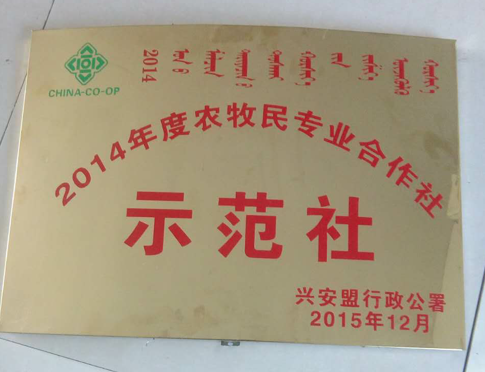 CHINA-CO-OP
2014
2014年度农牧民专业合作社
示范社
兴安盟行政公署
2015年12月